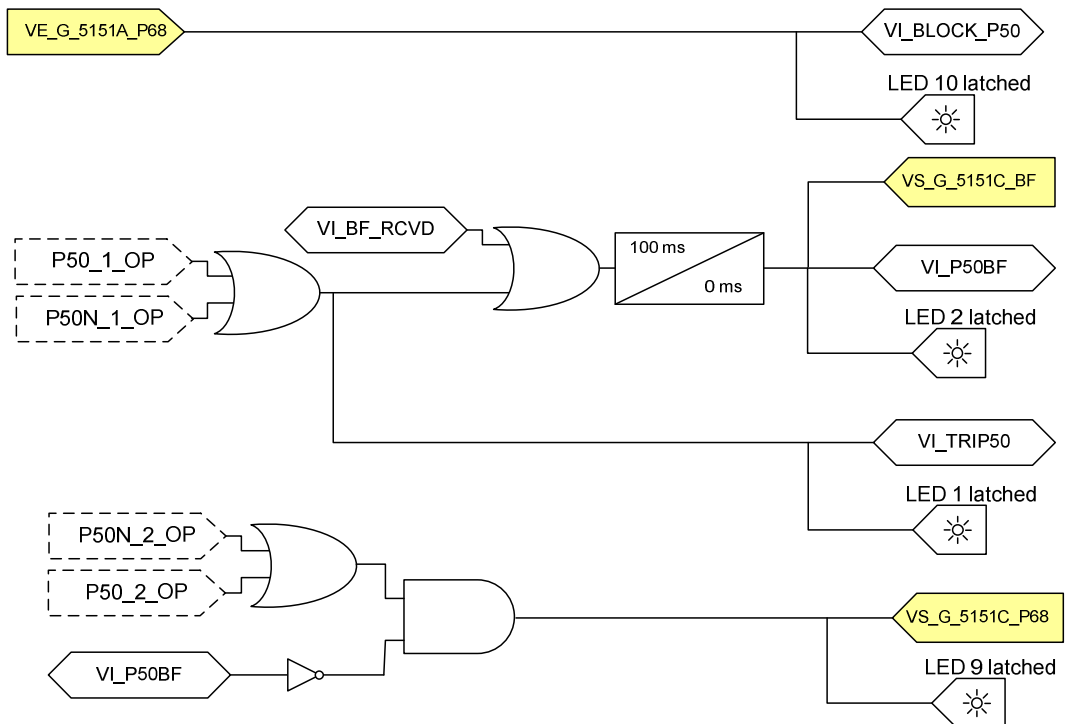 VE_G_5151A_P68
VI_BLOCK_P50
LED 10 latched
VS_G_5151C_BF
VI_BF_RCVD
P50_1_OP
100 ms
0 ms
VI_P50BF
P50N_1_OP
LED 2 latched
VI_TRIP50
LED 1 latched
P50N_2_OP
P50_2_OP
VS_G_5151C_P68
VI_P50BF
LED 9 latched